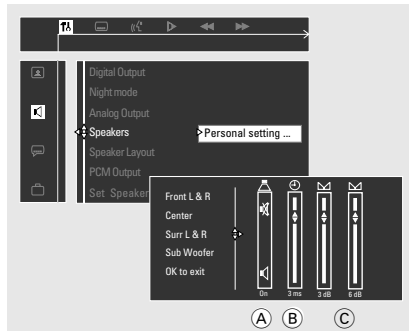 Digital Output
Night mode
Analog Output
Speakers
Personal setting ...
Speaker Layout
PCM Output
Set Speaker
Front L & R
Center
Surr L & R
Sub Woofer
OK to exit
On
3 ms
3 dB
6 dB
A
B
C